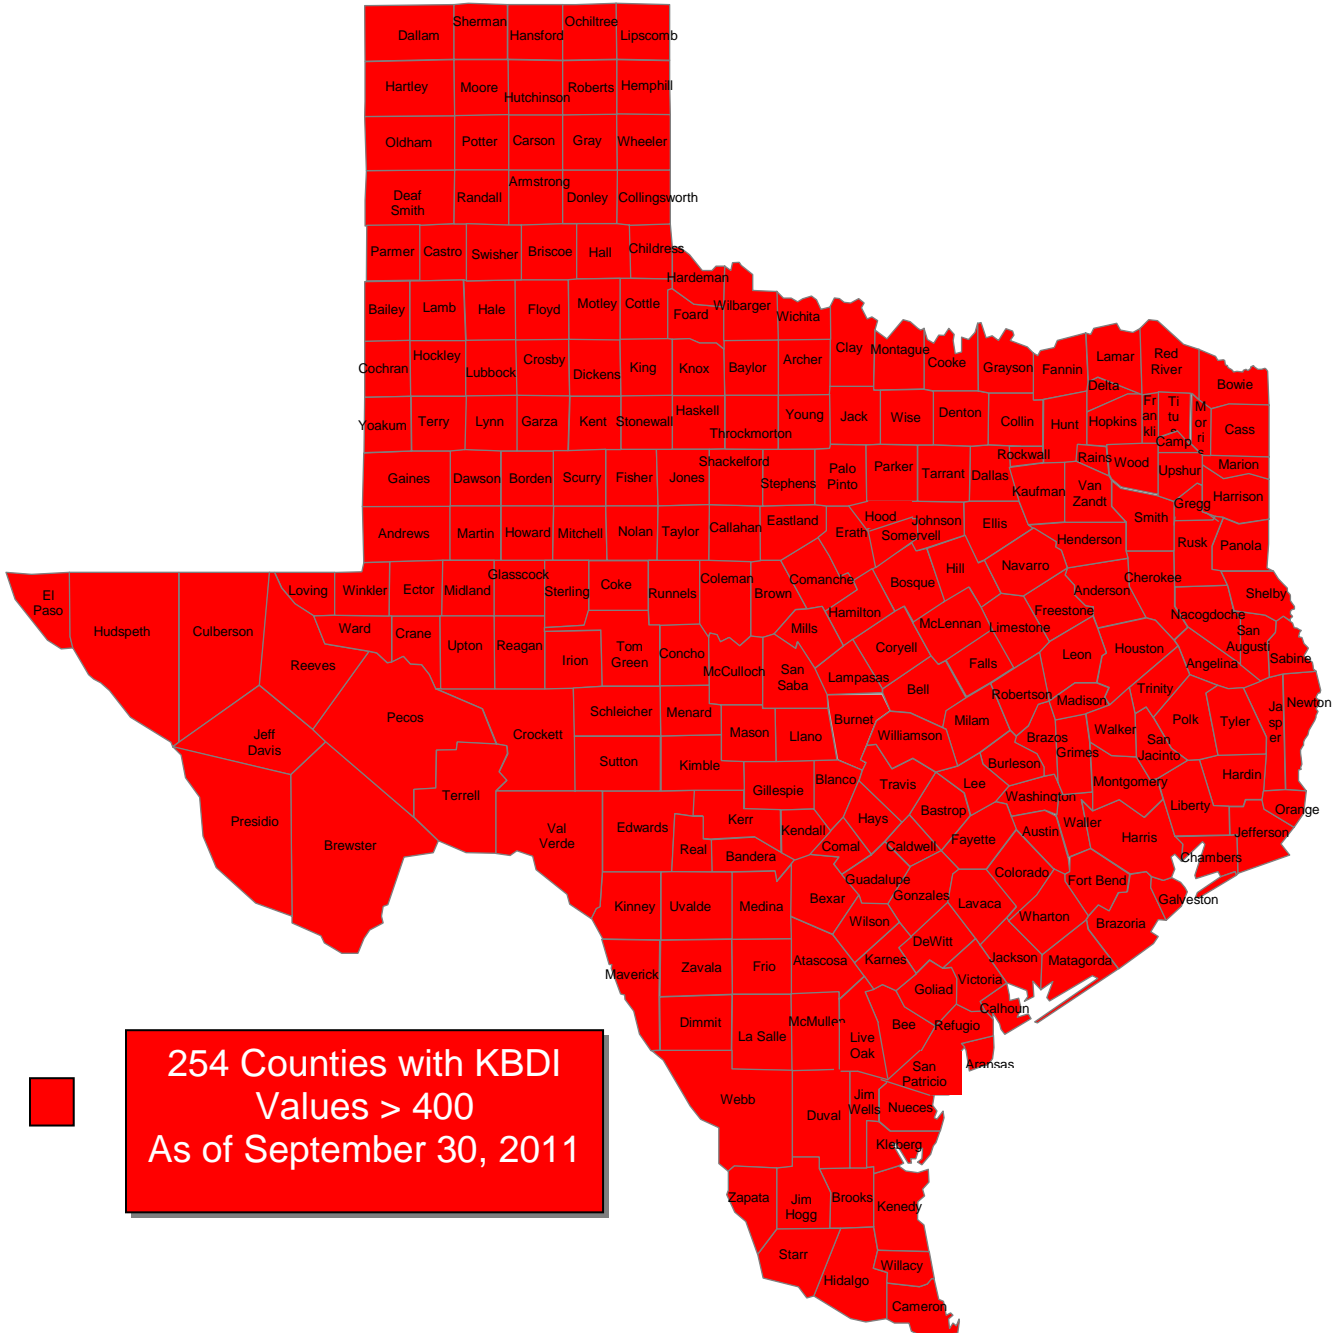 Dallam Sherman Hansford Ochiltree Lipscomb
Hartley Moore Hutchinson Roberts Hemphill
Oldham Potter Carson Gray Wheeler
Deaf
Smith
Randall Armstrong Donley Collingsworth
Parmer Castro Swisher Briscoe Hall Childress
Hardeman
Bailey Lamb Hale Floyd Motley Cottle Foard Wilbarger Wichita
Cochran Hockley Lubbock Crosby Dickens King Knox Baylor Archer Clay Montague Cooke Grayson Fannin Lamar
Red
River
Bowie
Delta
Yoakum Terry Lynn Garza Kent Stonewall Haskell Throckmorton Young Jack Wise Denton Collin Hunt Hopkins
Fr
an
kli
Ti
tu
M
or
ri
Cass
Camp
Gaines Dawson Borden Scurry Fisher Jones Shackelford Stephens
Palo
Pinto
Parker Tarrant Dallas Rockwall Kaufman Rains
Van
Zandt
Wood Upshur Marion
Gregg Harrison
Andrews Martin Howard Mitchell Nolan Taylor Callahan Eastland Erath Hood Somervell Johnson Ellis Henderson Smith Rusk Panola
El
Paso
Hudspeth Culberson Loving Winkler Ector Midland Glasscock Sterling Coke Runnels Coleman Brown Comanche Bosque Hill Navarro Anderson Cherokee Shelby
Hamilton McLennan Limestone Freestone Nacogdoche
Reeves Ward Crane Upton Reagan Irion
Tom
Green
Concho McCulloch
San
Saba
Mills Lampasas Coryell Bell Falls Robertson Leon Houston Angelina
San
Augusti
Sabine
Jeff
Davis
Pecos Crockett Schleicher Menard Mason Llano Burnet Williamson Milam Brazos Madison Grimes Walker Trinity
San
Jacinto
Polk Tyler
Ja
sp
er
Newton
Terrell Sutton Kimble Gillespie Blanco Travis Lee Burleson Washington Montgomery Liberty Hardin Orange
Presidio Brewster
Val
Verde
Edwards Real Kerr Bandera Kendall Comal Hays Caldwell Bastrop Fayette Austin Waller Harris Chambers Jefferson
Kinney Uvalde Medina Bexar Guadalupe Gonzales Lavaca Colorado Wharton Fort Bend Brazoria Galveston
Wilson
Maverick Zavala Frio Atascosa Karnes DeWitt Victoria Jackson Matagorda
Goliad Calhoun
Dimmit La Salle McMullen
Live
Oak
Bee Refugio Aransas
San
Patricio
Webb Duval
Jim
Wells
Nueces
Kleberg
Zapata
Jim
Hogg
Brooks Kenedy
Starr Hidalgo Willacy
Cameron
254 Counties with KBDI
Values > 400
As of September 30, 2011